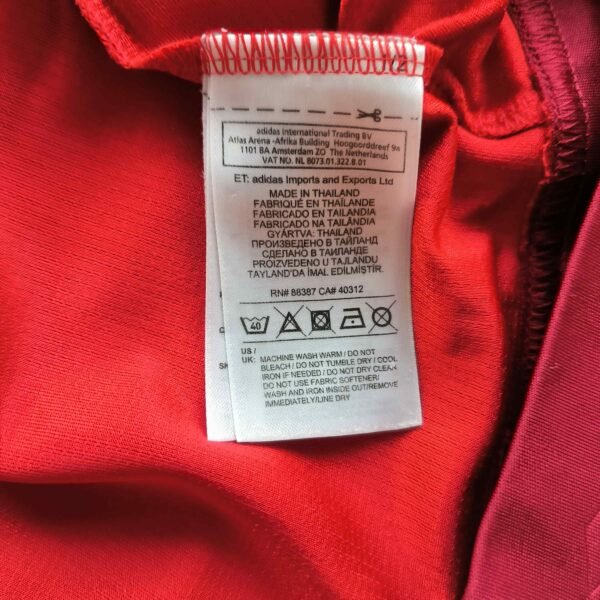 adidas International Trading BV
Atlas Arena -Afrika Building Hoogoorddreef 9a
1101 BA Amsterdam ZO The Netherlands
VAT NO. NL 8073.01.322.B.01
ET: adidas Imports and Exports Ltd
MADE IN THAILAND
FABRIQUÉ EN THAÏLANDE
FABRICADO EN TAILANDIA
FABRICADO NA TAILÂNDIA
GYÁRTVA: THAILAND
ПРОИЗВЕДЕНО В ТАЙЛАНД
СДЕЛАНО В ТАИЛАНДЕ
PROIZVEDENO U TAJLANDU
TAYLAND'DA İMAL EDİLMİŞTİR.
RN# 88387 CA# 40312
40
US /
UK: MACHINE WASH WARM / DO NOT
BLEACH / DO NOT TUMBLE DRY / COOL
IRON IF NEEDED / DO NOT DRY CLEAN
DO NOT USE FABRIC SOFTENER/
WASH AND IRON INSIDE OUT/REMOVE
IMMEDIATELY/LINE DRY